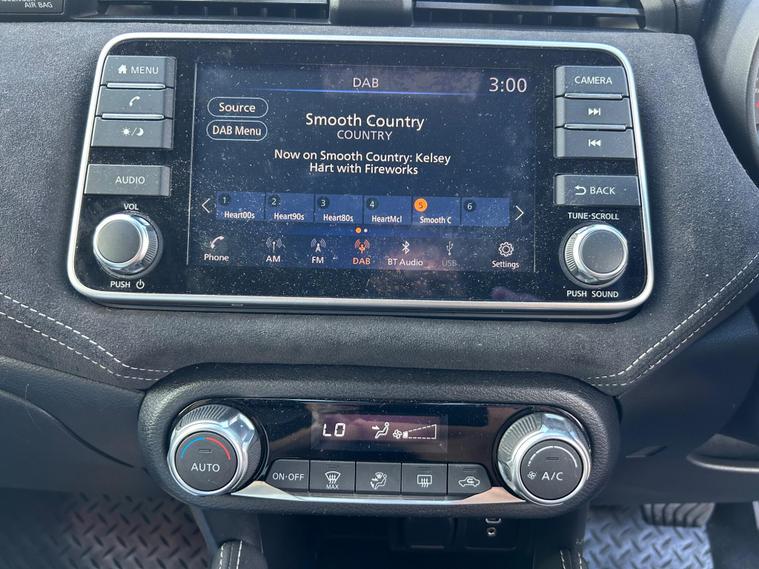 AIR BAG
MENU
AUDIO
VOL
PUSH
DAB
3:00
Source
DAB Menu
Smooth Country
COUNTRY
Now on Smooth Country: Kelsey
Hart with Fireworks
1 2 3 4 5 6
Heart00s Heart90s Heart80s HeartMcl Smooth C
Phone AM FM DAB BT Audio USB Settings
CAMERA
BACK
TUNE·SCROLL
PUSH SOUND
LO
AUTO
ON·OFF
MAX
A/C